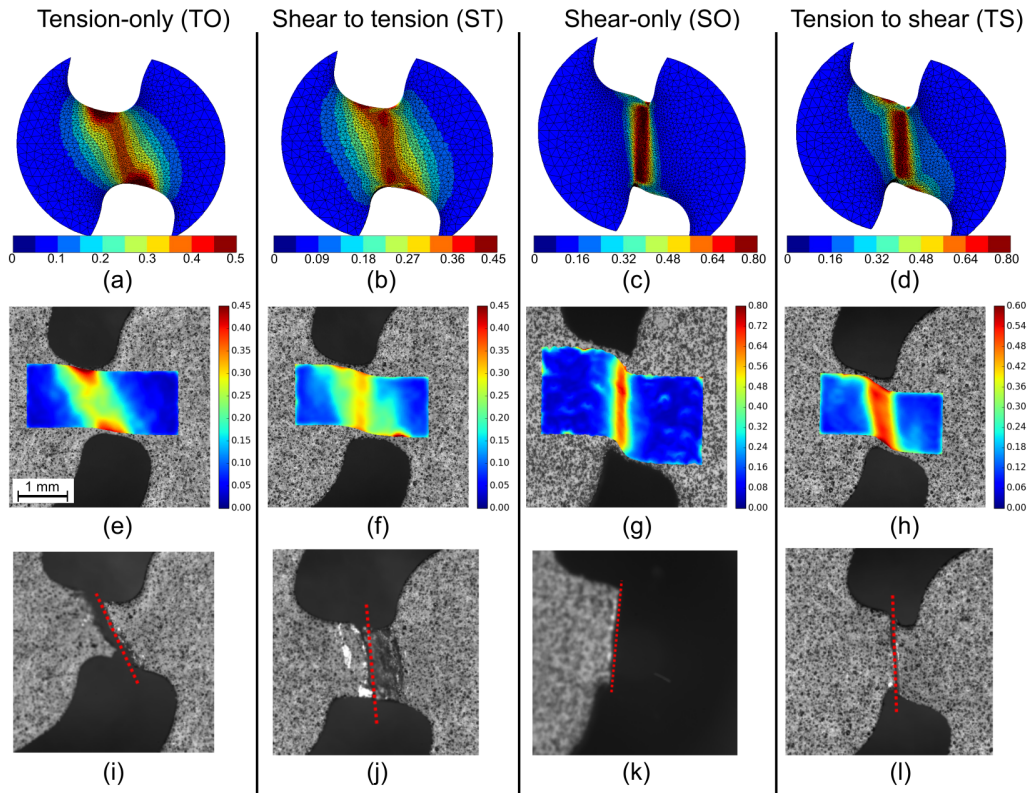 Tension-only (TO) Shear to tension (ST) Shear-only (SO) Tension to shear (TS)
0 0.1 0.2 0.3 0.4 0.5 0 0.09 0.18 0.27 0.36 0.45 0 0.16 0.32 0.48 0.64 0.80 0 0.16 0.32 0.48 0.64 0.80
(a) (b) (c) (d)
0.45 0.45 0.80 0.60
0.40 0.40 0.72 0.54
0.35 0.35 0.64 0.48
0.30 0.30 0.56 0.42
0.25 0.25 0.48 0.36
0.40 0.30
0.20 0.20 0.32 0.24
0.15 0.15 0.24 0.18
0.10 0.10 0.16 0.12
1 mm 0.05 0.05 0.08 0.06
0.00 0.00 0.00 0.00
(e) (f) (g) (h)
(i) (j) (k) (l)